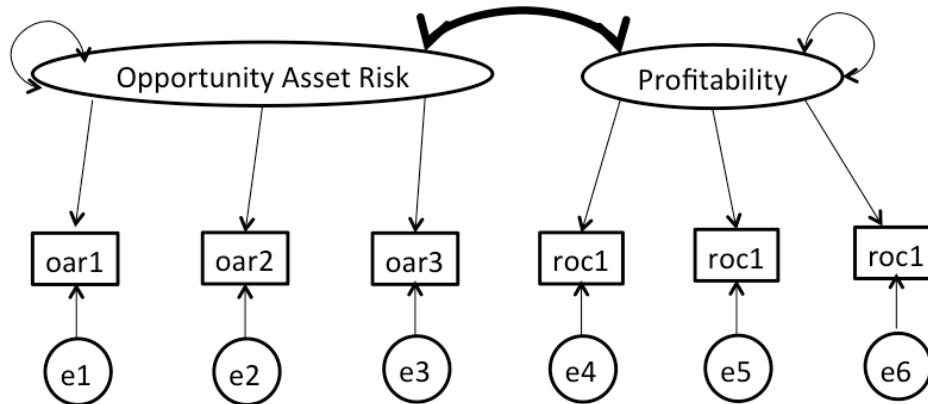 Opportunity Asset Risk
Profitability
oar1 oar2 oar3 roc1 roc1 roc1
e1 e2 e3 e4 e5 e6